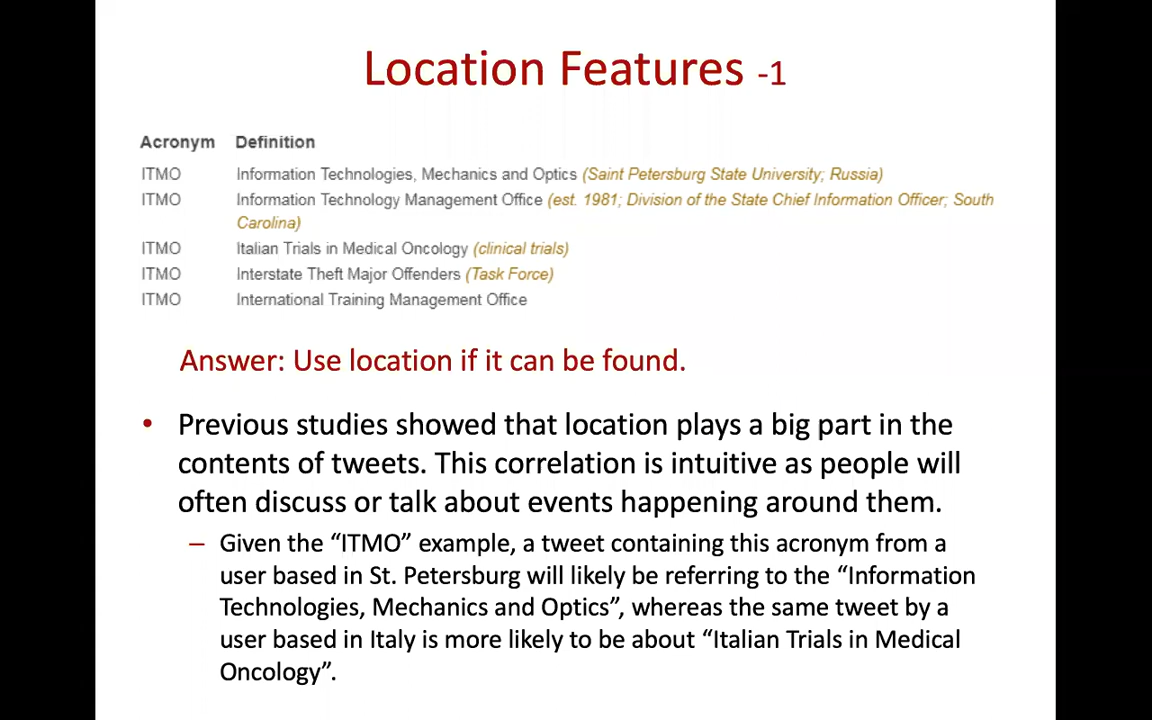 Location Features -1
Acronym Definition
ITMO Information Technologies, Mechanics and Optics (Saint Petersburg State University; Russia)
ITMO Information Technology Management Office (est. 1981; Division of the State Chief Information Officer; South
Carolina)
ITMO Italian Trials in Medical Oncology (clinical trials)
ITMO Interstate Theft Major Offenders (Task Force)
ITMO International Training Management Office
Answer: Use location if it can be found.
• Previous studies showed that location plays a big part in the
contents of tweets. This correlation is intuitive as people will
often discuss or talk about events happening around them.
– Given the “ITMO” example, a tweet containing this acronym from a
user based in St. Petersburg will likely be referring to the “Information
Technologies, Mechanics and Optics”, whereas the same tweet by a
user based in Italy is more likely to be about “Italian Trials in Medical
Oncology”.